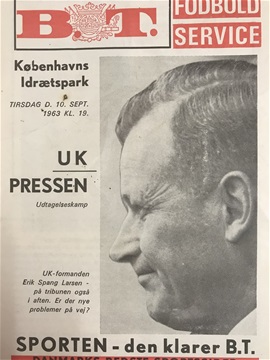 B.T.
FODBOLD
SERVICE
Københavns
Idrætspark
TIRSDAG D. 10. SEPT.
1963 KL. 19.
UK
PRESSEN
Udtagelseskamp
UK-formanden
Erik Spang Larsen -
på tribunen også
i aften. Er der nye
problemer på vej?
SPORTEN - den klarer B.T.